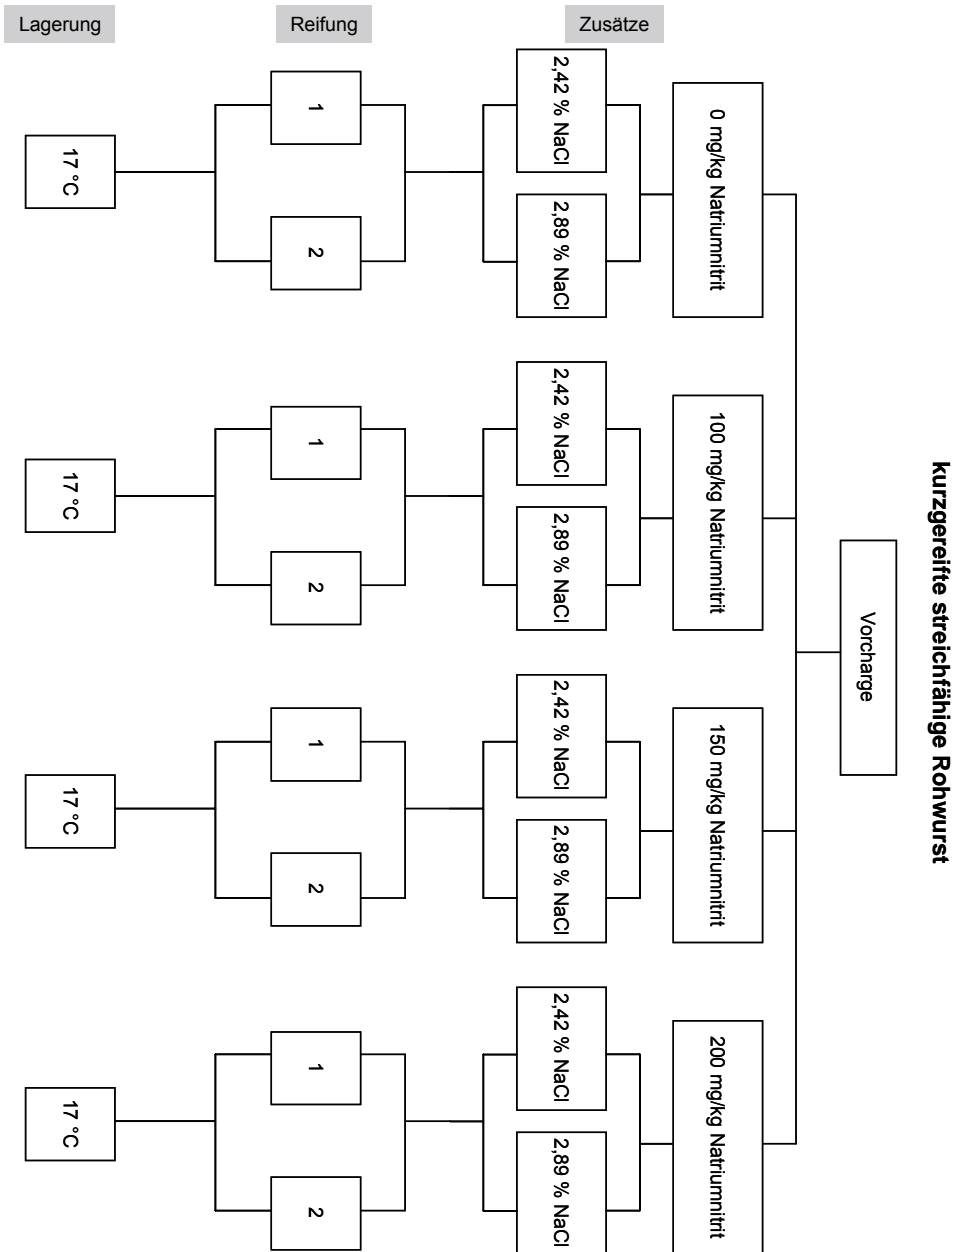 kurzgereifte streichfähige Rohwurst
Vorcharge
Zusätze
0 mg/kg Natriumnitrit
100 mg/kg Natriumnitrit
150 mg/kg Natriumnitrit
200 mg/kg Natriumnitrit
2,42 % NaCl
2,89 % NaCl
2,42 % NaCl
2,89 % NaCl
2,42 % NaCl
2,89 % NaCl
2,42 % NaCl
2,89 % NaCl
Reifung
1
2
1
2
1
2
1
2
Lagerung
17 °C
17 °C
17 °C
17 °C